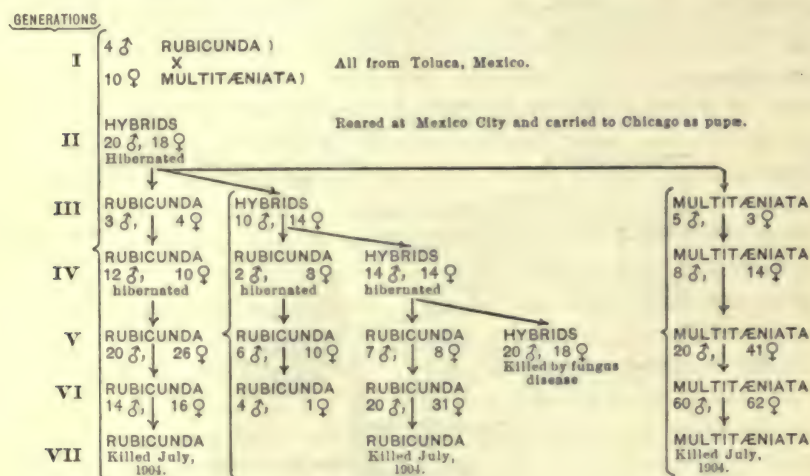 GENERATIONS
I
4 ♂ RUBICUNDA )
X
10 ♀ MULTITÆNIATA )
All from Toluca, Mexico.
II
HYBRIDS
20 ♂, 18 ♀
Hibernated
Reared at Mexico City and carried to Chicago as pupæ.
III
RUBICUNDA HYBRIDS MULTITÆNIATA
3 ♂, 4 ♀ 10 ♂, 14 ♀ 5 ♂, 3 ♀
IV
RUBICUNDA RUBICUNDA HYBRIDS MULTITÆNIATA
12 ♂, 10 ♀ 2 ♂, 3 ♀ 14 ♂, 14 ♀ 8 ♂, 14 ♀
hibernated hibernated hibernated
V
RUBICUNDA RUBICUNDA RUBICUNDA HYBRIDS MULTITÆNIATA
20 ♂, 26 ♀ 6 ♂, 10 ♀ 7 ♂, 8 ♀ 20 ♂, 18 ♀ 20 ♂, 41 ♀
Killed by fungus
disease
VI
RUBICUNDA RUBICUNDA RUBICUNDA MULTITÆNIATA
14 ♂, 16 ♀ 4 ♂, 1 ♀ 20 ♂, 31 ♀ 60 ♂, 62 ♀
VII
RUBICUNDA RUBICUNDA MULTITÆNIATA
Killed July, Killed July, Killed July,
1904. 1904. 1904.